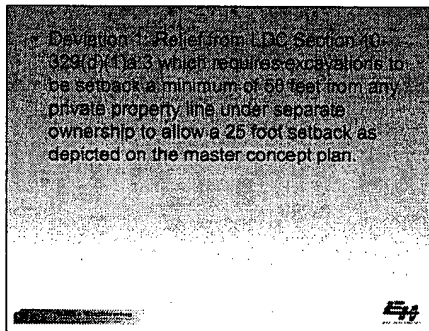 • Deviation 1: Relief from LDC Section 10-
329(d)(1)a.3 which requires excavations to
be setback a minimum of 50 feet from any
private property line under separate
ownership to allow a 25 foot setback as
depicted on the master concept plan.